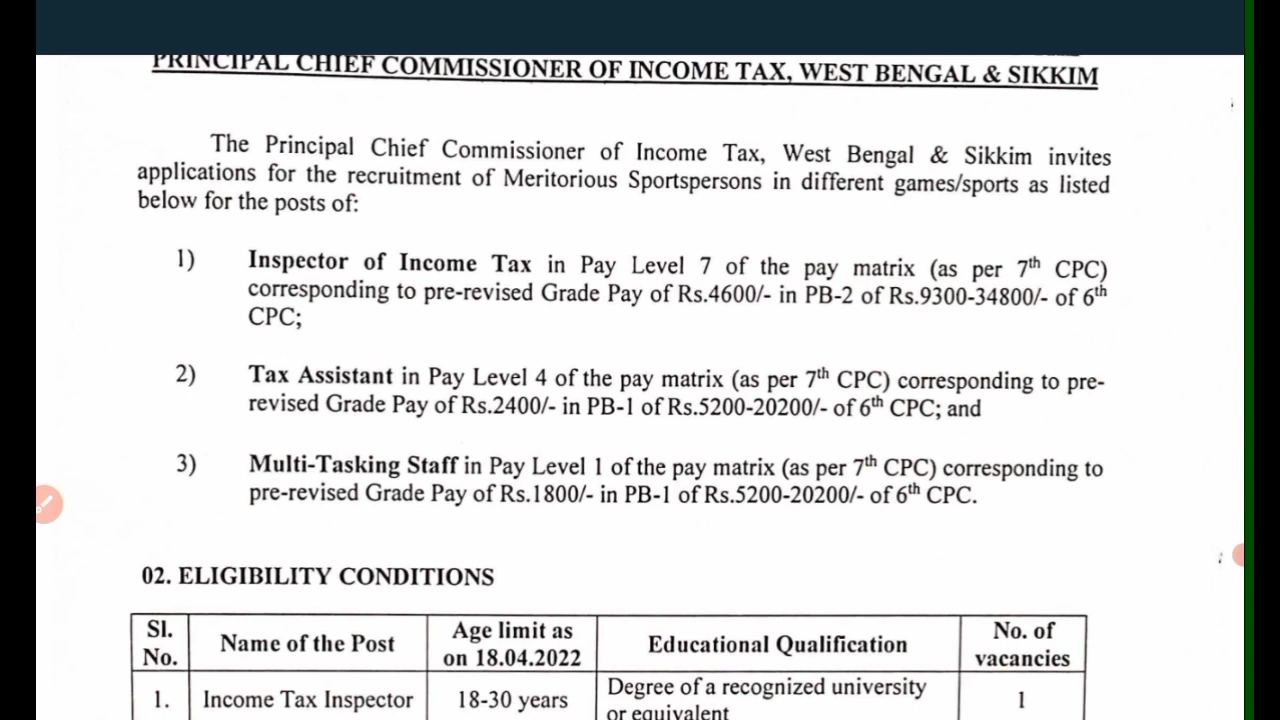 PRINCIPAL CHIEF COMMISSIONER OF INCOME TAX, WEST BENGAL & SIKKIM
The Principal Chief Commissioner of Income Tax, West Bengal & Sikkim invites
applications for the recruitment of Meritorious Sportspersons in different games/sports as listed
below for the posts of:
1) Inspector of Income Tax in Pay Level 7 of the pay matrix (as per 7th CPC)
corresponding to pre-revised Grade Pay of Rs.4600/- in PB-2 of Rs.9300-34800/- of 6th
CPC;
2) Tax Assistant in Pay Level 4 of the pay matrix (as per 7th CPC) corresponding to pre-
revised Grade Pay of Rs.2400/- in PB-1 of Rs.5200-20200/- of 6th CPC; and
3) Multi-Tasking Staff in Pay Level 1 of the pay matrix (as per 7th CPC) corresponding to
pre-revised Grade Pay of Rs.1800/- in PB-1 of Rs.5200-20200/- of 6th CPC.
02. ELIGIBILITY CONDITIONS
Sl. No. Name of the Post Age limit as on 18.04.2022 Educational Qualification No. of vacancies
1. Income Tax Inspector 18-30 years Degree of a recognized university or equivalent 1